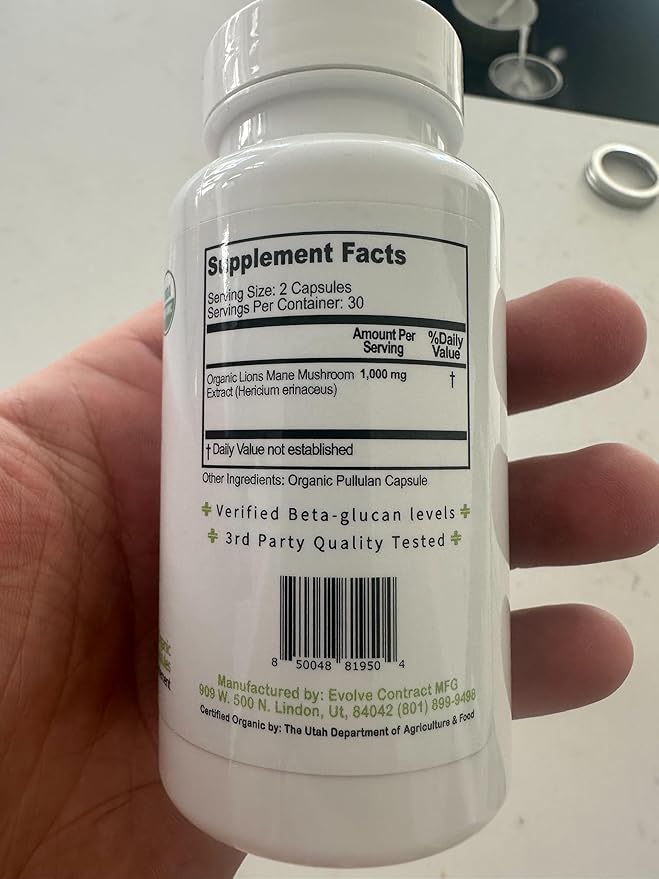 Supplement Facts
Serving Size: 2 Capsules
Servings Per Container: 30
Amount Per Serving
%Daily Value
Organic Lions Mane Mushroom 1,000 mg †
Extract (Hericium erinaceus)
† Daily Value not established
Other Ingredients: Organic Pullulan Capsule
Verified Beta-glucan levels
3rd Party Quality Tested
8 50048 81950 4
Manufactured by: Evolve Contract MFG
909 W. 500 N. Lindon, Ut, 84042 (801) 899-9498
Certified Organic by: The Utah Department of Agriculture & Food